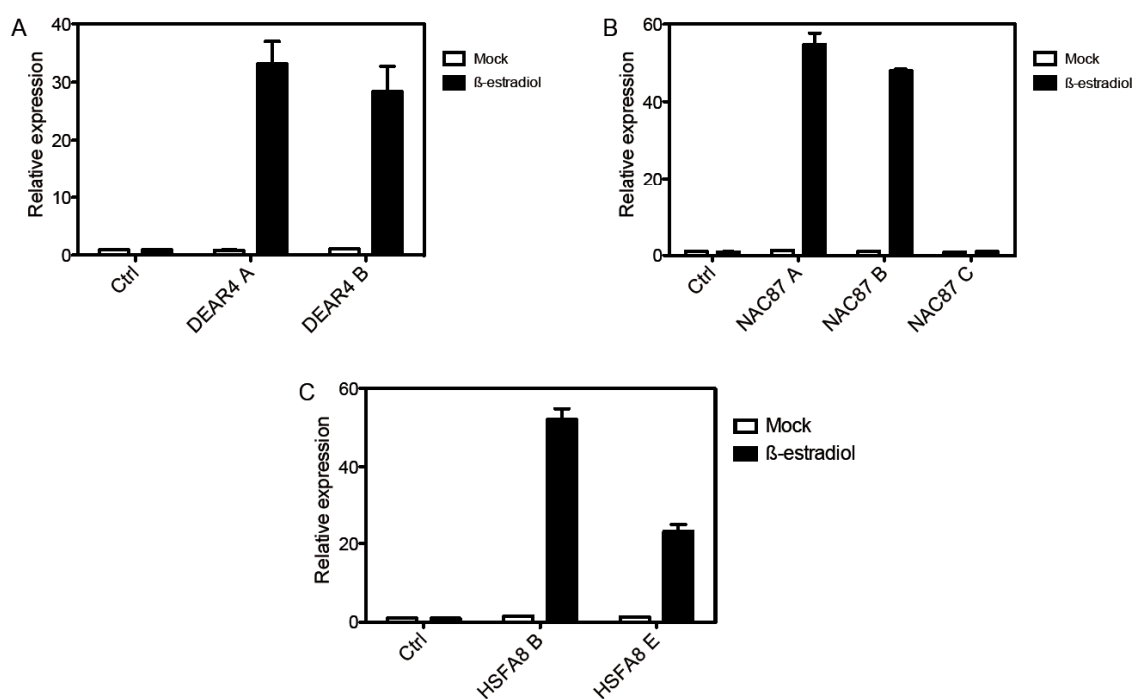 A
Relative expression
40
30
20
10
0
Ctrl
DEAR4 A
DEAR4 B
Mock
ß-estradiol
B
Relative expression
60
40
20
0
Ctrl
NAC87 A
NAC87 B
NAC87 C
Mock
ß-estradiol
C
Relative expression
60
40
20
0
Ctrl
HSFA8 B
HSFA8 E
Mock
ß-estradiol